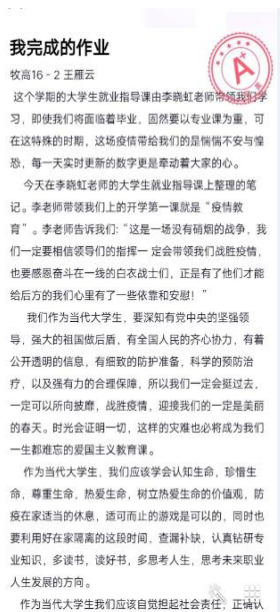 我完成的作业
A
牧高16-2 王雁云
这个学期的大学生就业指导课由李晓虹老师带领我们学
习，即使我们将面临着毕业，固然要以专业课为重，可
在这特殊的时期，这场疫情带给我们的是惴惴不安与惶
恐，每一天实时更新的数字更是牵动着大家的心。
今天在李晓虹老师的大学生就业指导课上整理的笔
记。李老师带领我们上的开学第一课就是“疫情教
育”。李老师告诉我们：“这是一场没有硝烟的战争，我
们一定要相信领导们的指挥一 定会带领我们战胜疫情，
也要感恩奋斗在一线的白衣战士们，正是有了他们才能
给后方的我们心里有了一些依靠和安慰！”
我们作为当代大学生，要深知有党中央的坚强领
导，强大的祖国做后盾，有全国人民的齐心协力，有着
公开透明的信息，有细致的防护准备，科学的预防治
疗，以及强有力的合理保障，所以我们一定会挺过去，
一定可以所向披靡，战胜疫情，迎接我们的一定是美丽
的春天。时光会证明一切，这样的灾难也必将成为我们
一生都难忘的爱国主义教育课。
作为当代大学生，我们应该学会认知生命，珍惜生
命，尊重生命，热爱生命，树立热爱生命的价值观，防
疫在家适当的休息，适可而止的游戏是可以的，同时也
要利用好在家隔离的这段时间，查漏补缺，认真钻研专
业知识，多读书，读好书，多思考人生，思考未来职业
人生发展的方向。
作为当代大学生我们应该自觉担起社会责任，正确认